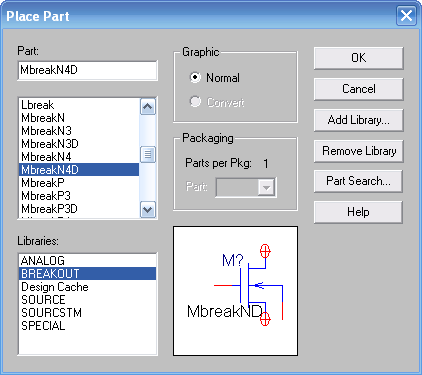 Place Part
Part:
MbreakN4D
Lbreak
MbreakN
MbreakN3
MbreakN3D
MbreakN4
MbreakN4D
MbreakP
MbreakP3
MbreakP3D
Libraries:
ANALOG
BREAKOUT
Design Cache
SOURCE
SOURCSTM
SPECIAL
Graphic
Normal
Convert
Packaging
Parts per Pkg: 1
Part:
M?
MbreakND
OK
Cancel
Add Library...
Remove Library
Part Search...
Help